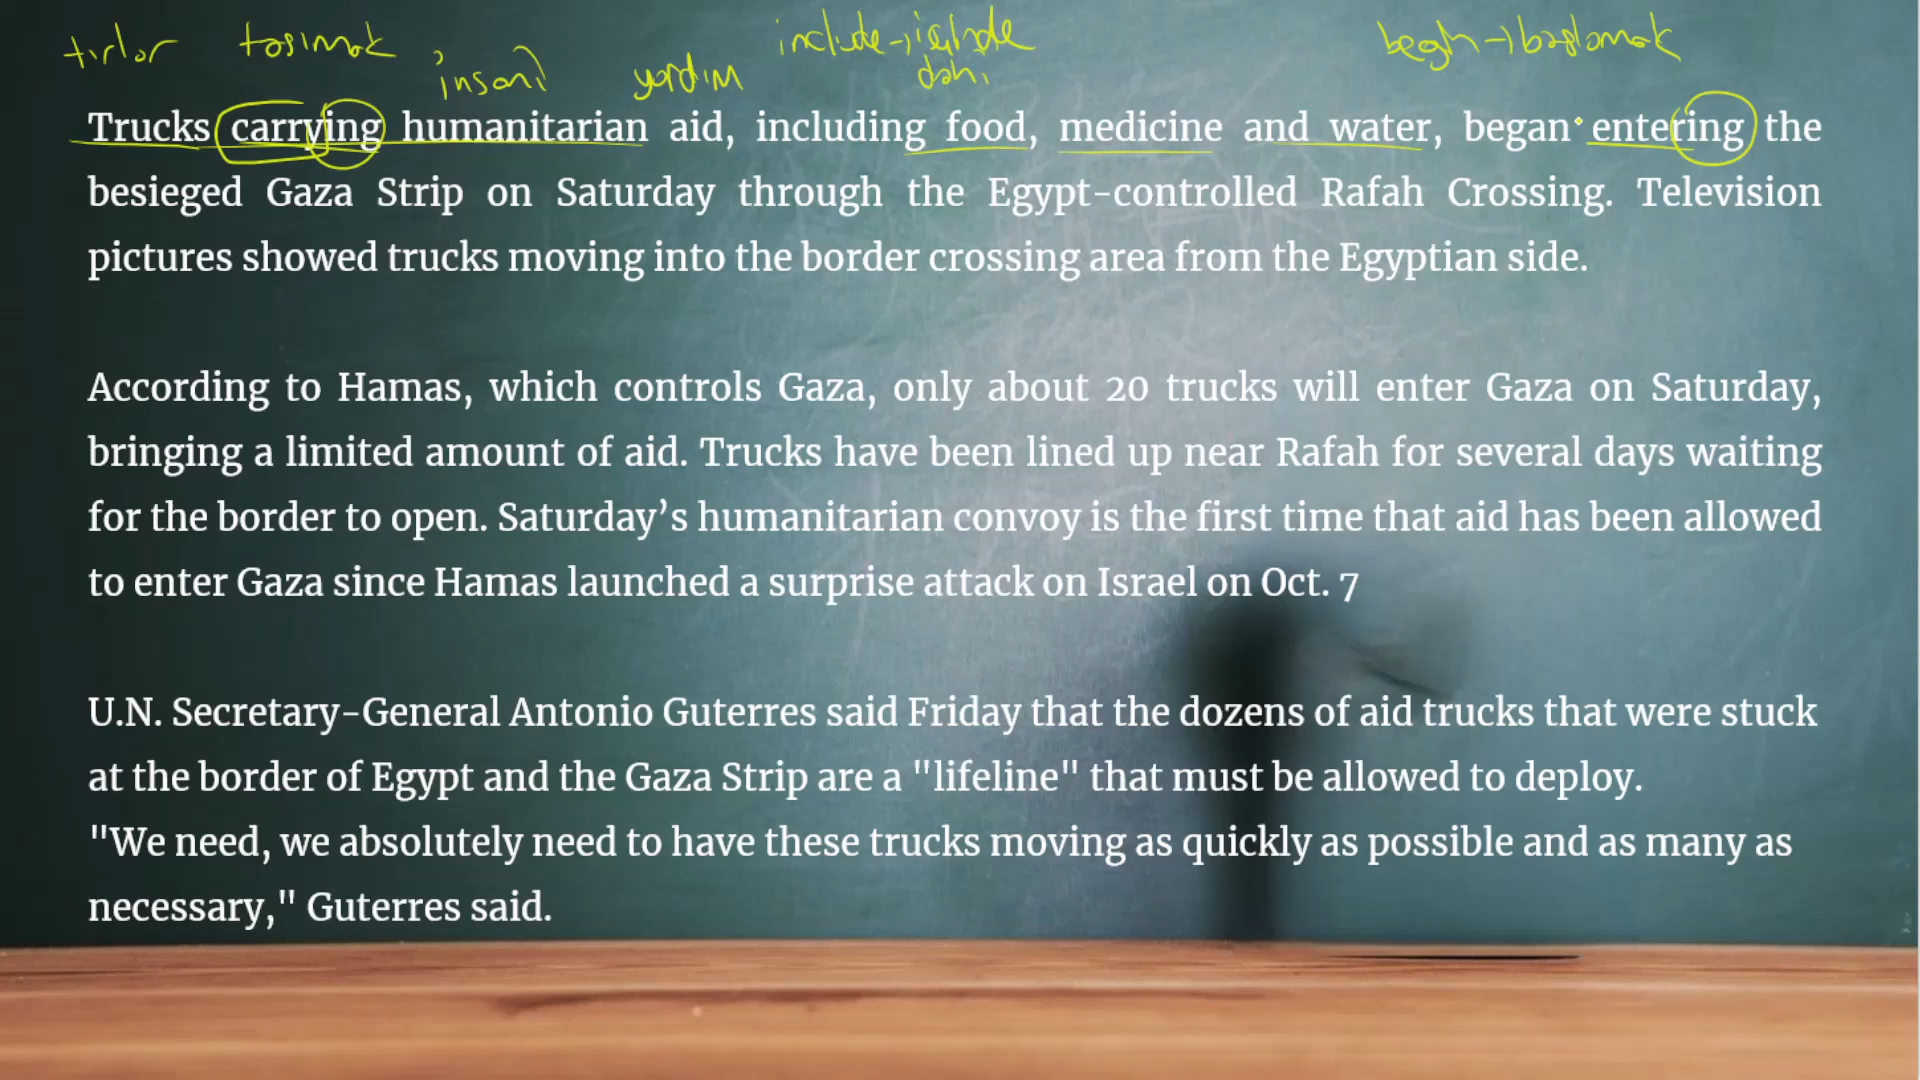 tırlar taşımak include→içinde begin→başlamak
insani yardım dahi
Trucks carrying humanitarian aid, including food, medicine and water, began entering the
besieged Gaza Strip on Saturday through the Egypt-controlled Rafah Crossing. Television
pictures showed trucks moving into the border crossing area from the Egyptian side.
According to Hamas, which controls Gaza, only about 20 trucks will enter Gaza on Saturday,
bringing a limited amount of aid. Trucks have been lined up near Rafah for several days waiting
for the border to open. Saturday’s humanitarian convoy is the first time that aid has been allowed
to enter Gaza since Hamas launched a surprise attack on Israel on Oct. 7
U.N. Secretary-General Antonio Guterres said Friday that the dozens of aid trucks that were stuck
at the border of Egypt and the Gaza Strip are a "lifeline" that must be allowed to deploy.
"We need, we absolutely need to have these trucks moving as quickly as possible and as many as
necessary," Guterres said.